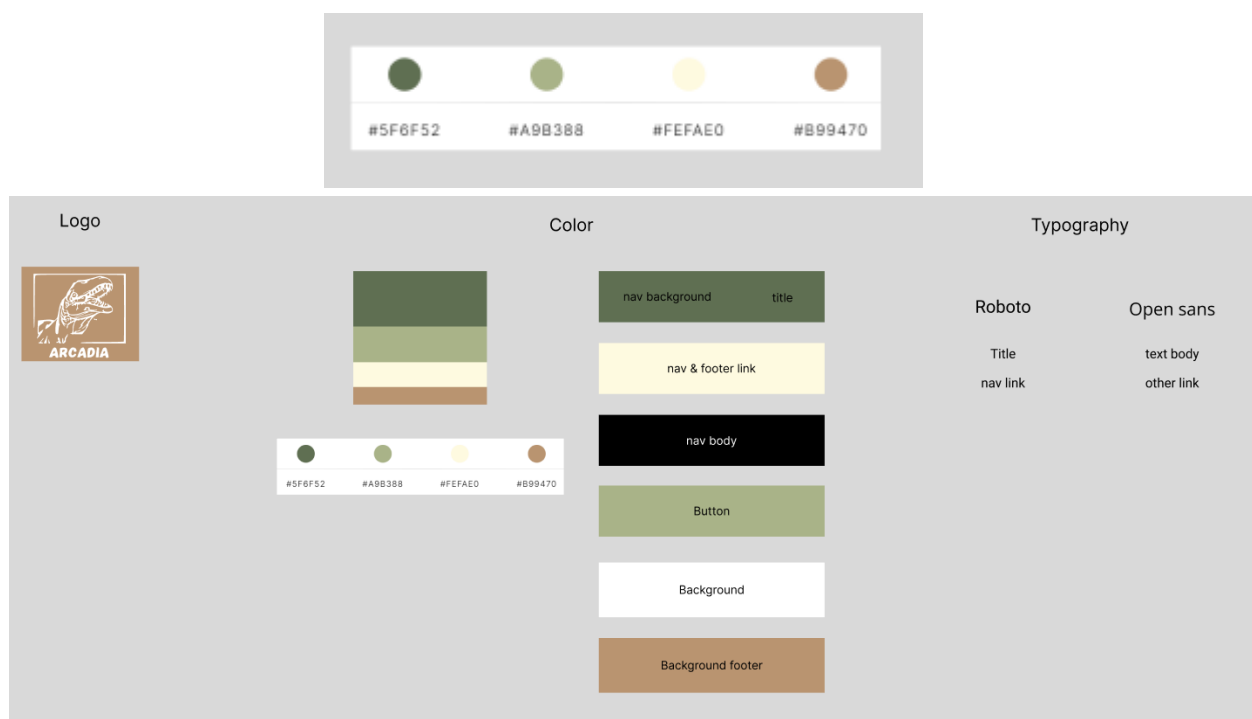 #5F6F52 #A9B388 #FEFAE0 #B99470
Logo
ARCADIA
Color
#5F6F52 #A9B388 #FEFAE0 #B99470
nav background title
nav & footer link
nav body
Button
Background
Background footer
Typography
Roboto
Title
nav link
Open sans
text body
other link